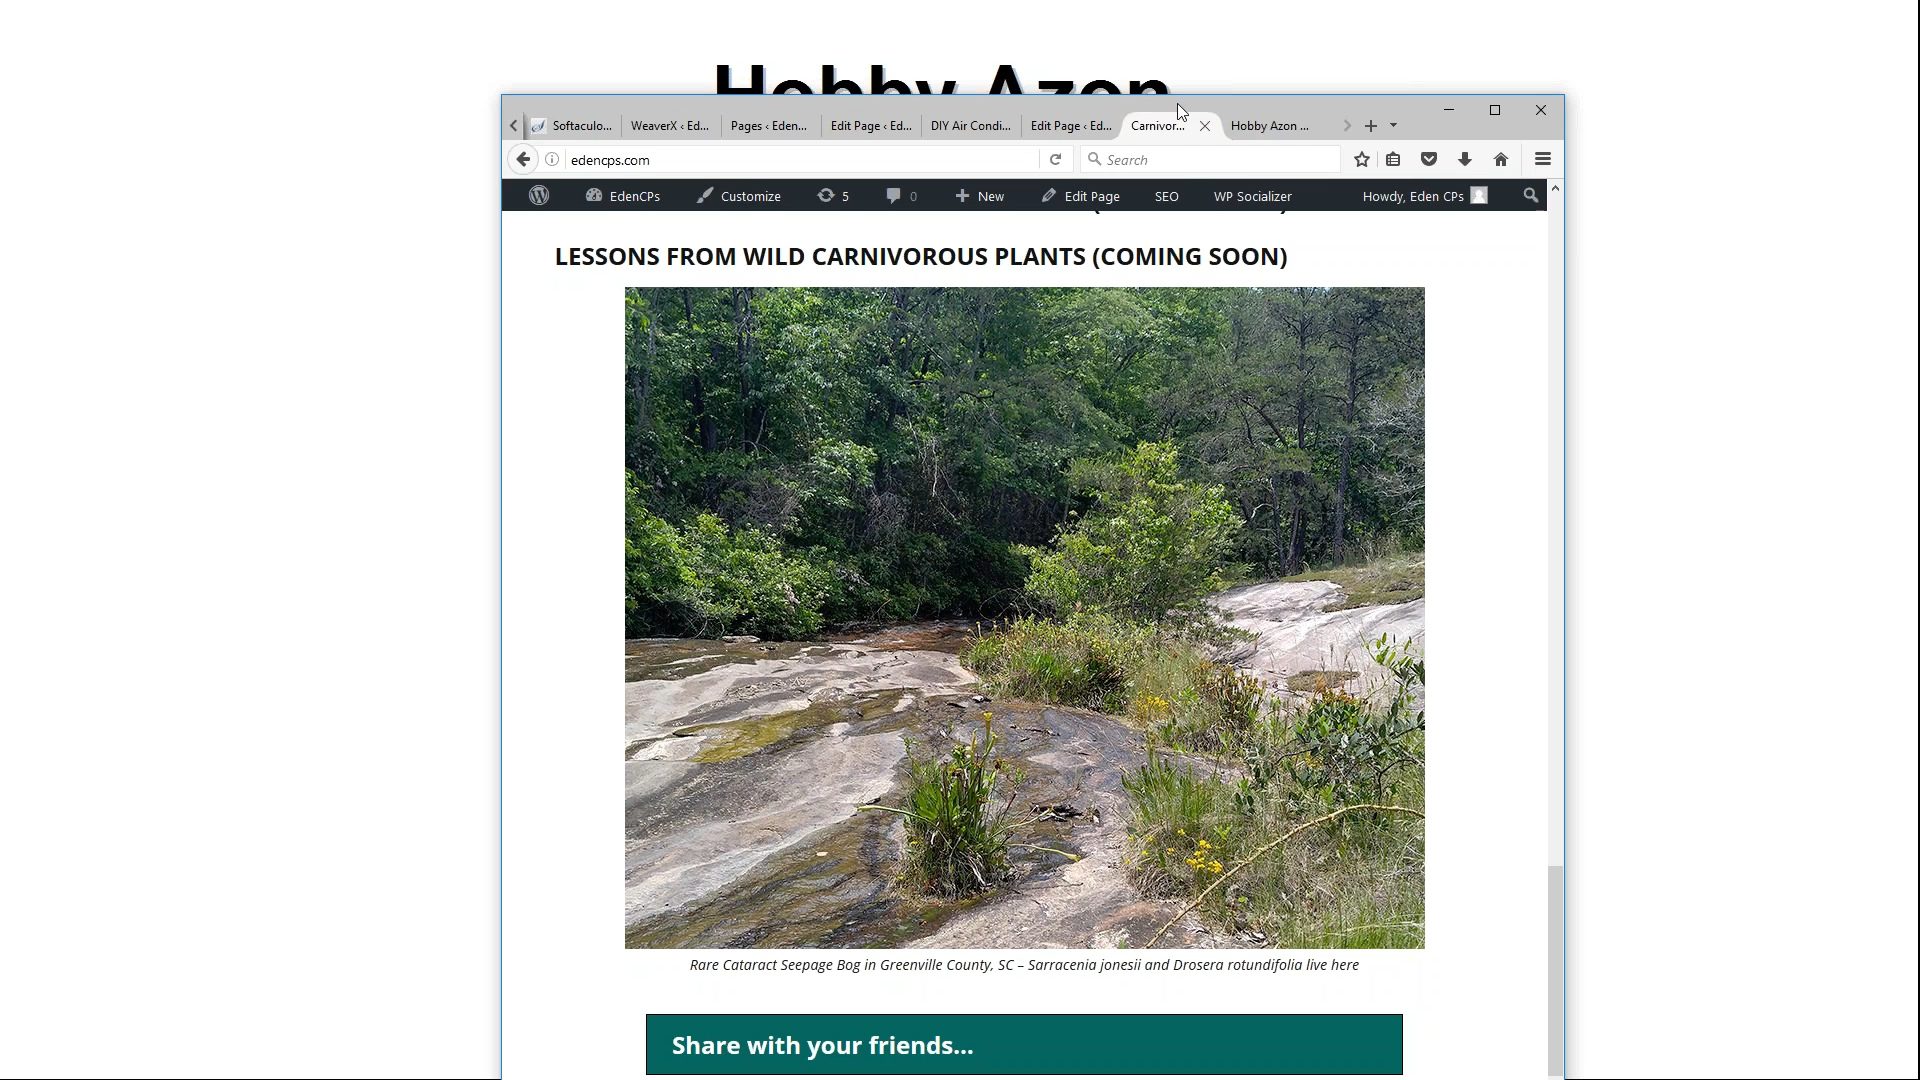 Hobby Azon
Softaculo... WeaverX ‹ Ed... Pages ‹ Eden... Edit Page ‹ Ed... DIY Air Condi... Edit Page ‹ Ed... Carnivor... Hobby Azon ...
edencps.com Search
EdenCPs Customize 5 0 New Edit Page SEO WP Socializer Howdy, Eden CPs
LESSONS FROM WILD CARNIVOROUS PLANTS (COMING SOON)
Rare Cataract Seepage Bog in Greenville County, SC – Sarracenia jonesii and Drosera rotundifolia live here
Share with your friends...